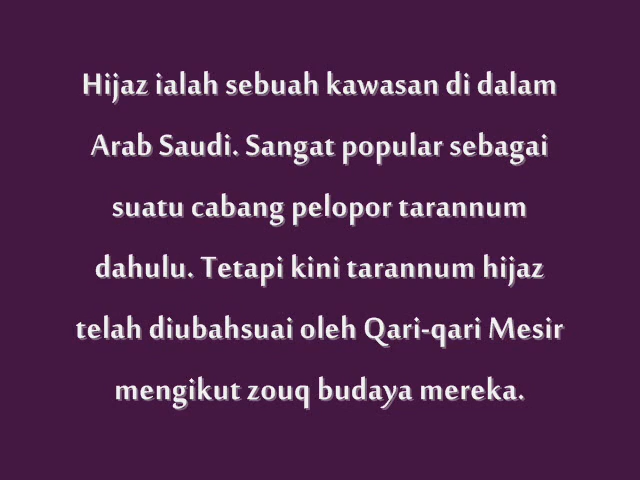 Hijaz ialah sebuah kawasan di dalam
Arab Saudi. Sangat popular sebagai
suatu cabang pelopor tarannum
dahulu. Tetapi kini tarannum hijaz
telah diubahsuai oleh Qari-qari Mesir
mengikut zouq budaya mereka.